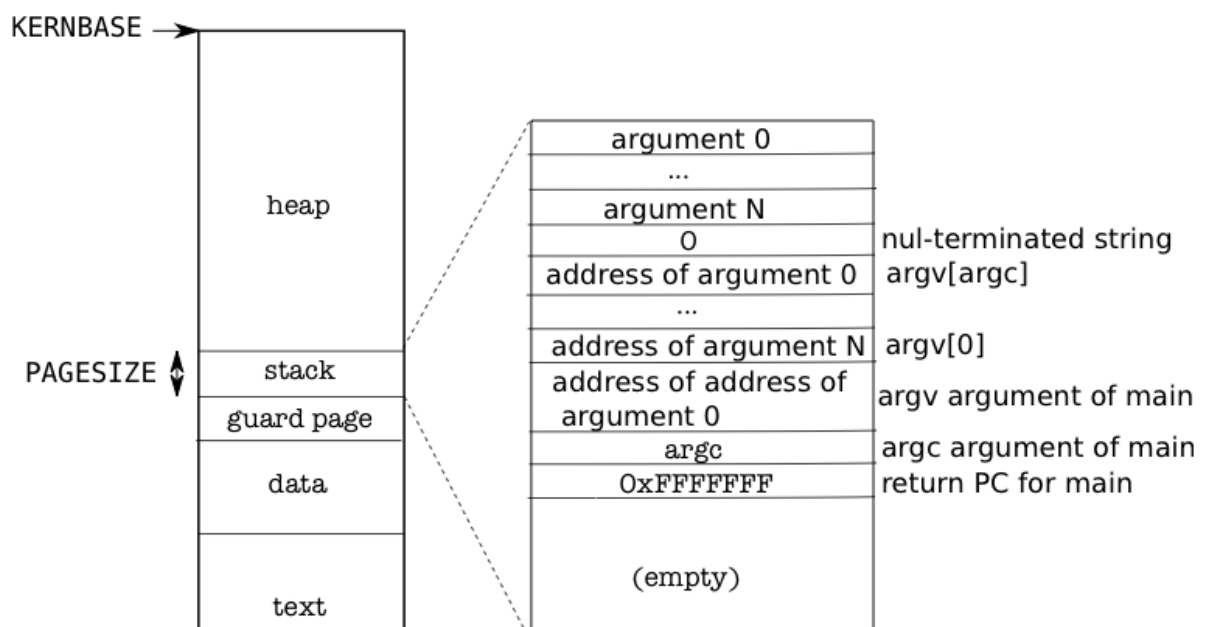 KERNBASE
heap
PAGESIZE
stack
guard page
data
text
argument 0
...
argument N
0
nul-terminated string
address of argument 0
argv[argc]
...
address of argument N
argv[0]
address of address of
argument 0
argv argument of main
argc
argc argument of main
0xFFFFFFF
return PC for main
(empty)